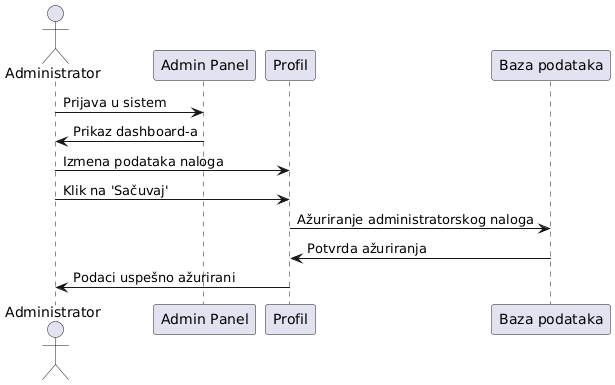 Administrator
Admin Panel
Profil
Baza podataka
Prijava u sistem
Prikaz dashboard-a
Izmena podataka naloga
Klik na 'Sačuvaj'
Ažuriranje administratorskog naloga
Potvrda ažuriranja
Podaci uspešno ažurirani
Administrator
Admin Panel
Profil
Baza podataka